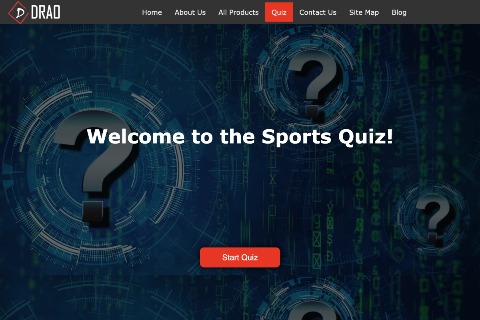 DRAO
Home About Us All Products Quiz Contact Us Site Map Blog
Welcome to the Sports Quiz!
Start Quiz